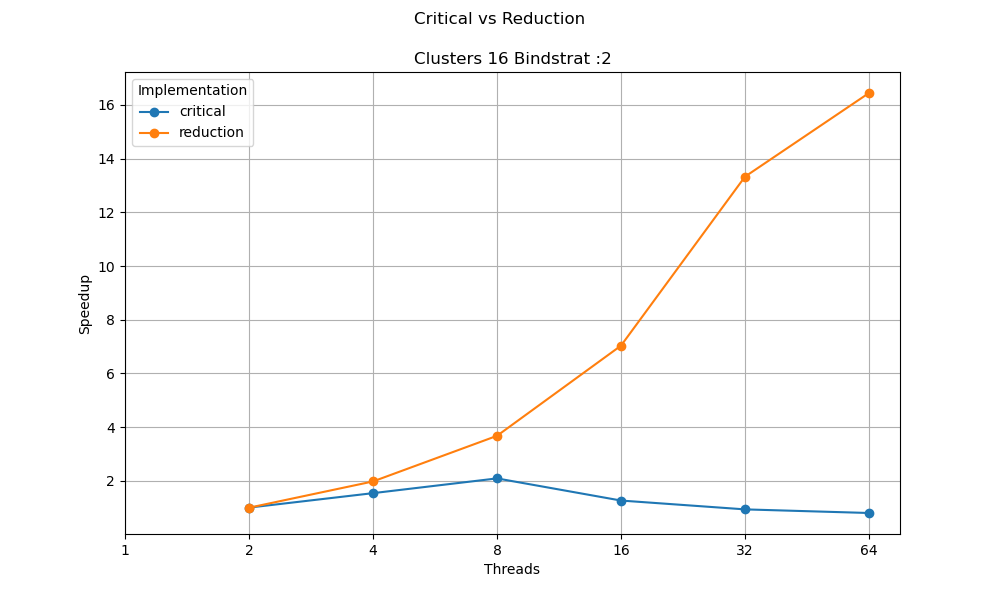 Critical vs Reduction
Clusters 16 Bindstrat :2
Implementation
critical
reduction
16
14
12
10
8
6
4
2
Speedup
1 2 4 8 16 32 64
Threads